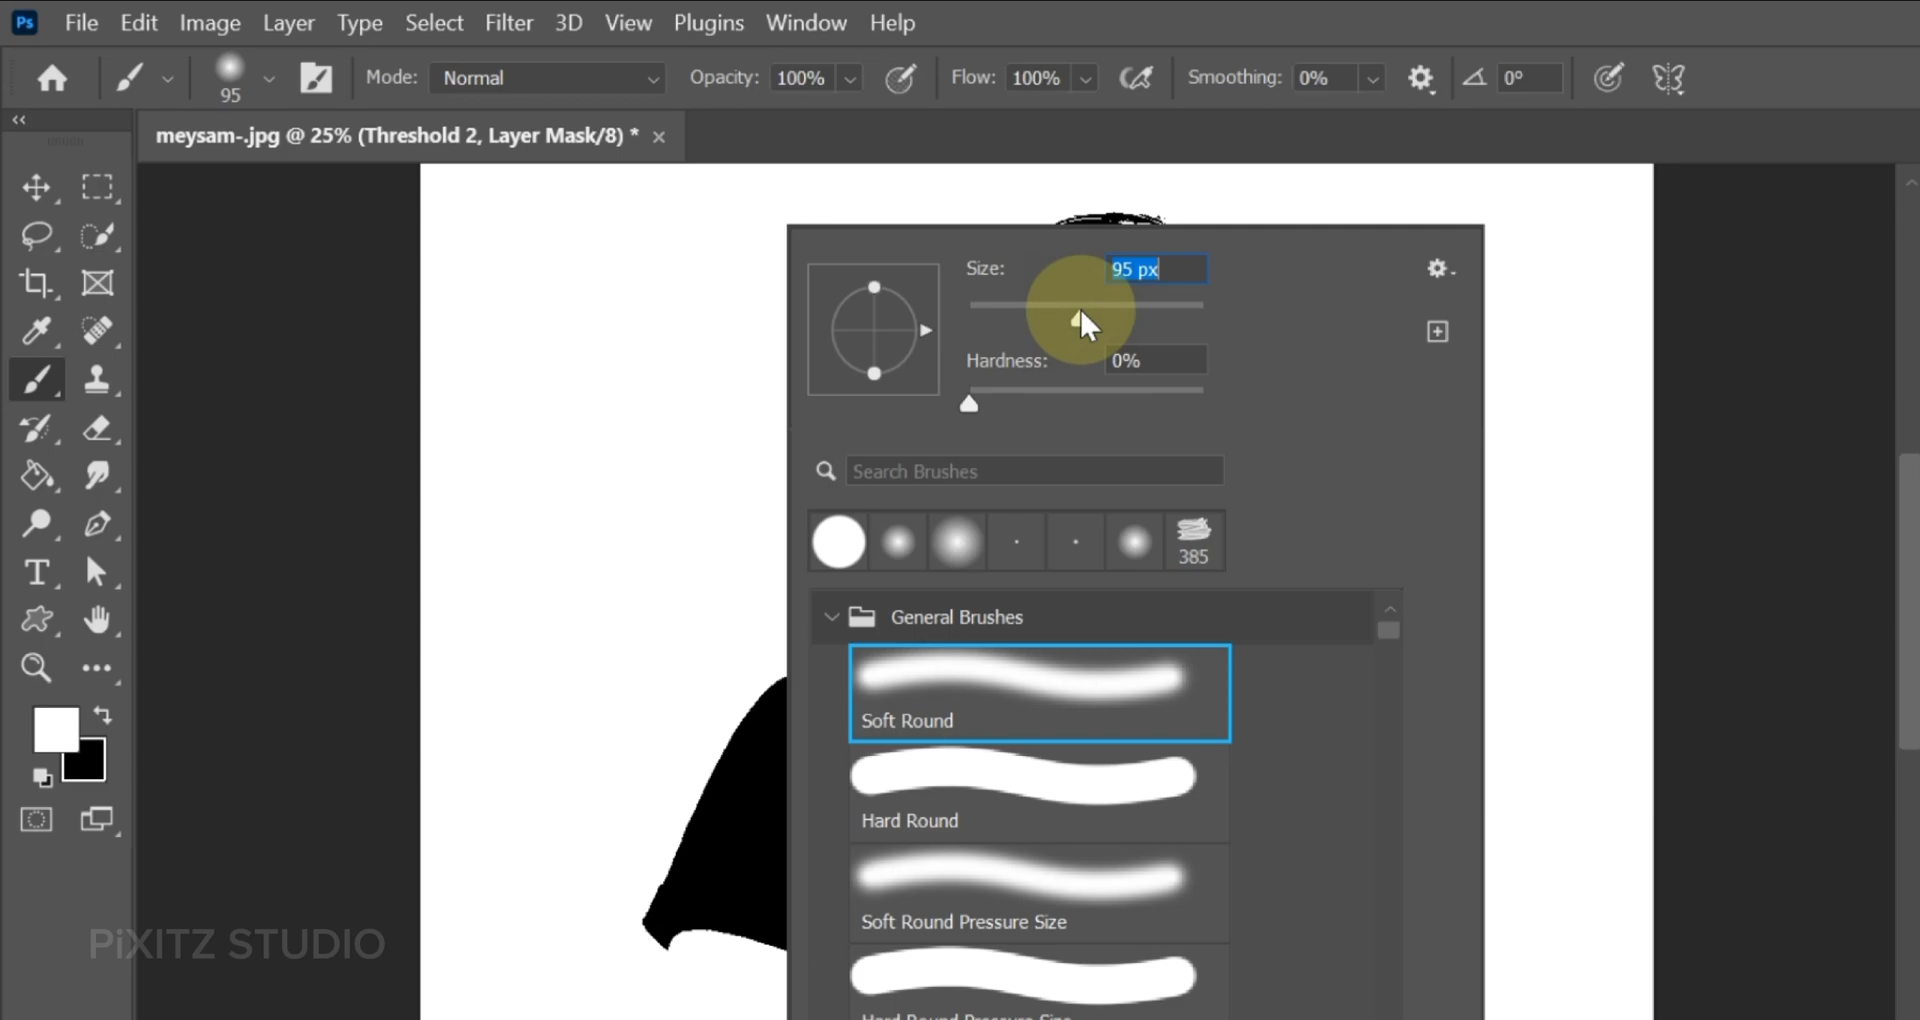 Ps File Edit Image Layer Type Select Filter 3D View Plugins Window Help
95 Mode: Normal Opacity: 100% Flow: 100% Smoothing: 0% 0°
meysam-.jpg @ 25% (Threshold 2, Layer Mask/8) *
Size: 95 px
Hardness: 0%
Search Brushes
385
General Brushes
Soft Round
Hard Round
Soft Round Pressure Size
Hard Round Pressure Size
PiXITZ STUDIO